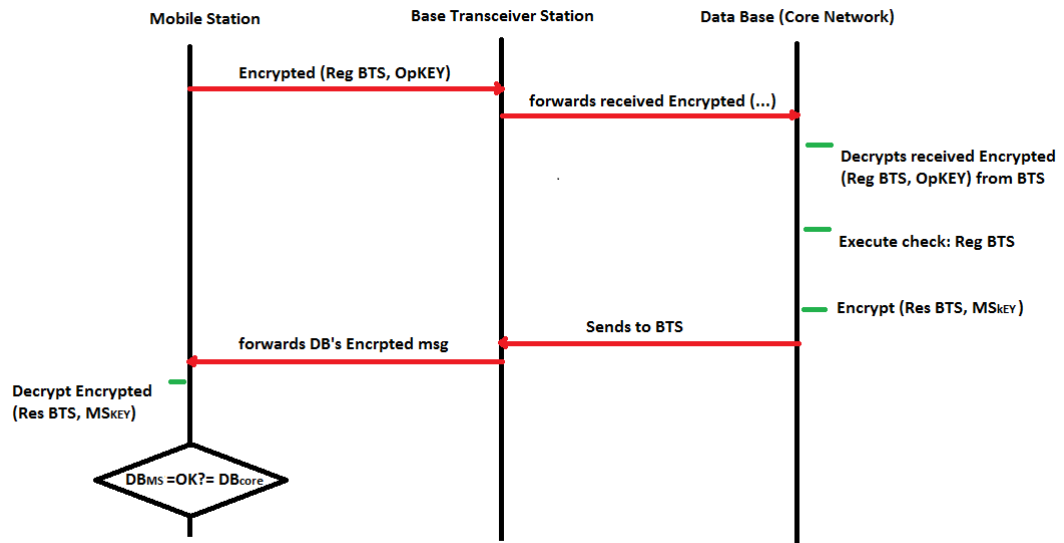 Mobile Station
Base Transceiver Station
Data Base (Core Network)
Encrypted (Reg BTS, OpKEY)
forwards received Encrypted (...)
Decrypts received Encrypted
(Reg BTS, OpKEY) from BTS
Execute check: Reg BTS
Encrypt (Res BTS, MSkEY)
Sends to BTS
forwards DB's Encrpted msg
Decrypt Encrypted
(Res BTS, MSKEY)
DBMS =OK?= DBcore